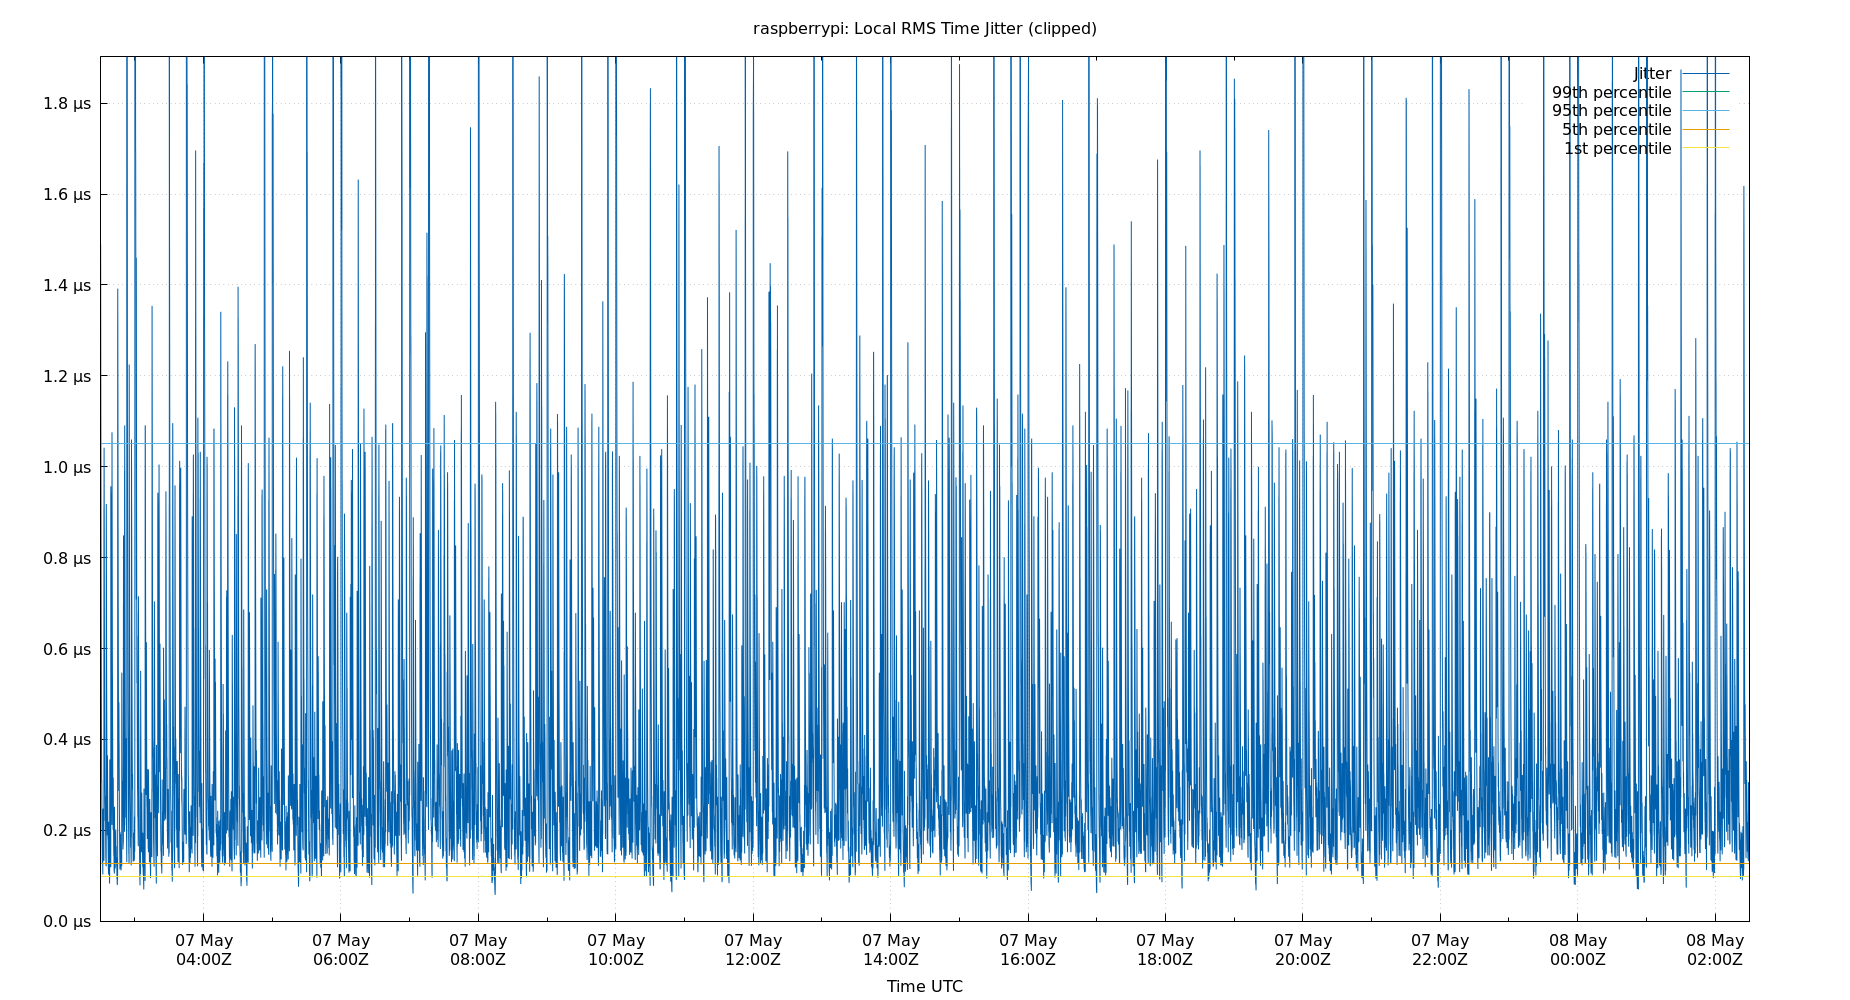 raspberrypi: Local RMS Time Jitter (clipped)
Jitter
99th percentile
95th percentile
5th percentile
1st percentile
1.8 µs
1.6 µs
1.4 µs
1.2 µs
1.0 µs
0.8 µs
0.6 µs
0.4 µs
0.2 µs
0.0 µs
07 May 07 May 07 May 07 May 07 May 07 May 07 May 07 May 07 May 07 May 08 May 08 May
04:00Z 06:00Z 08:00Z 10:00Z 12:00Z 14:00Z 16:00Z 18:00Z 20:00Z 22:00Z 00:00Z 02:00Z
Time UTC